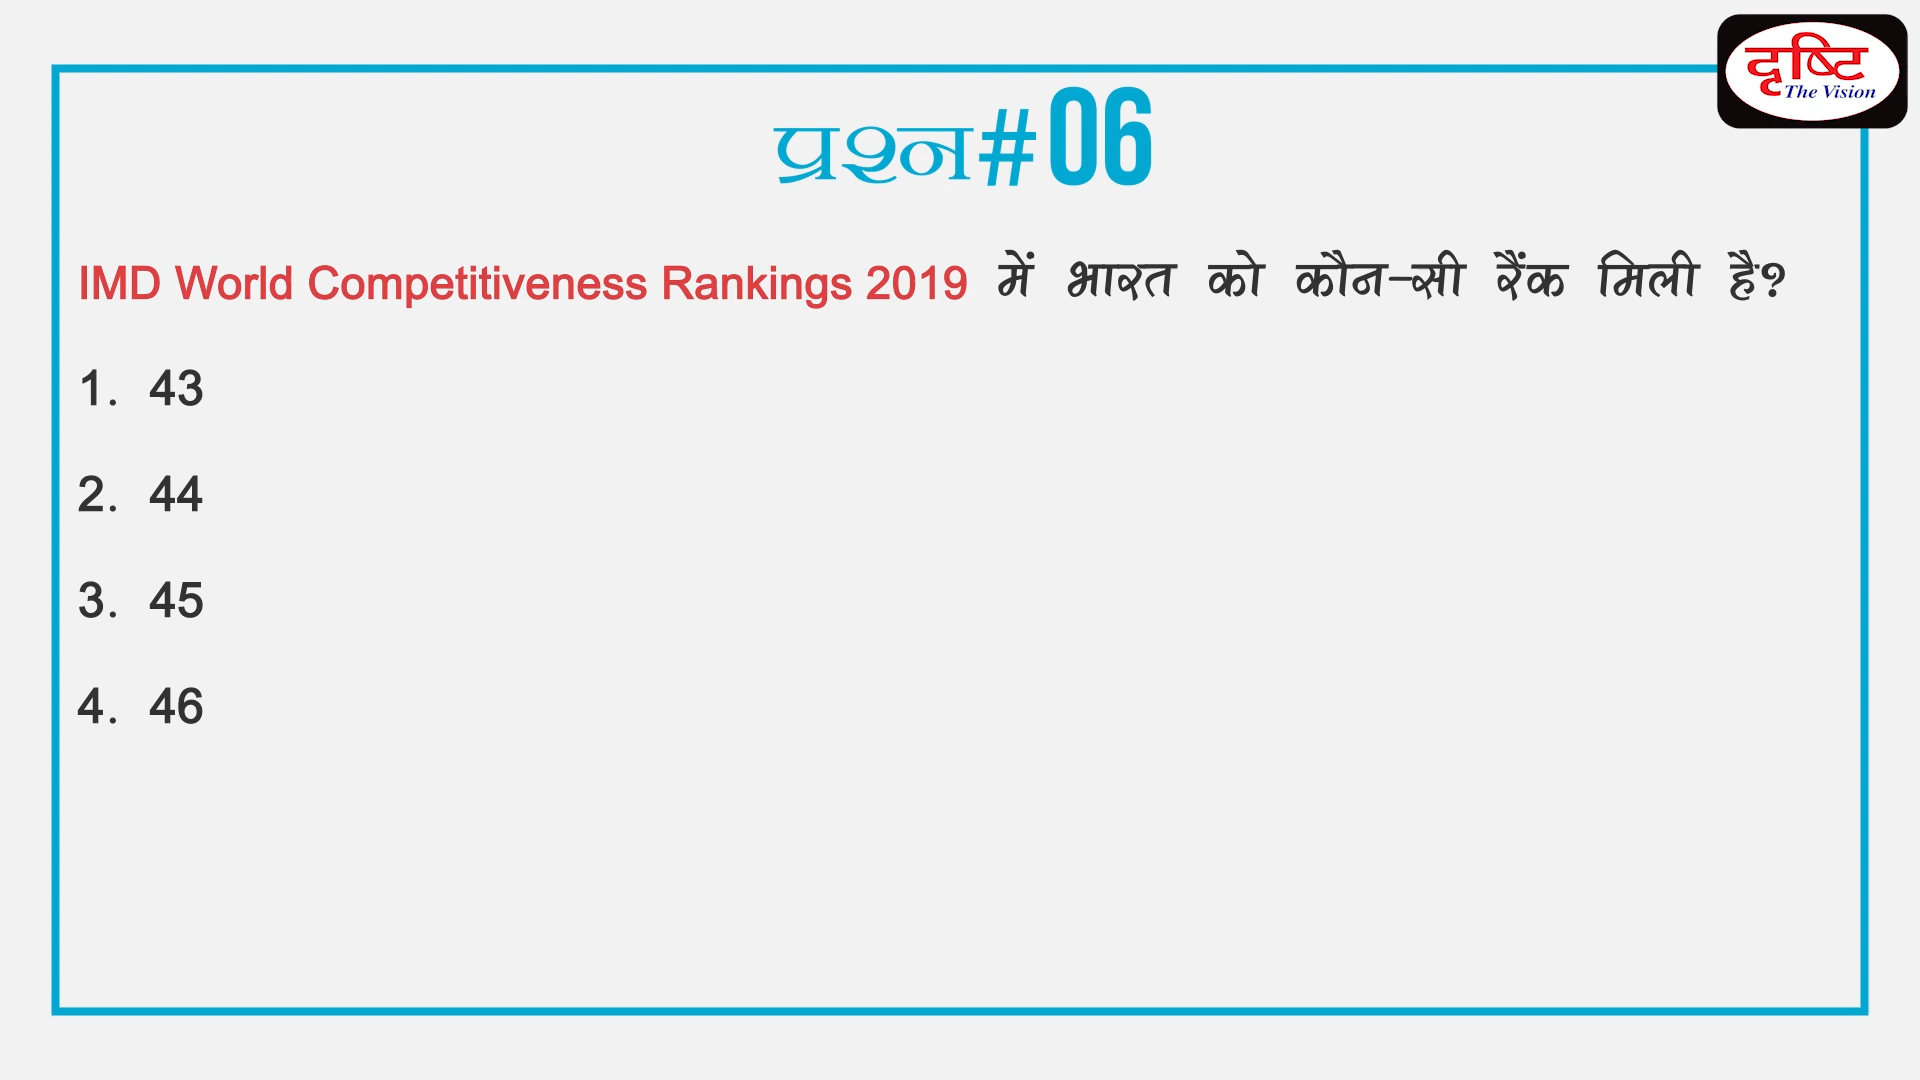 दृष्टि
The Vision
प्रश्न#06
IMD World Competitiveness Rankings 2019 में भारत को कौन-सी रैंक मिली है?
1. 43
2. 44
3. 45
4. 46